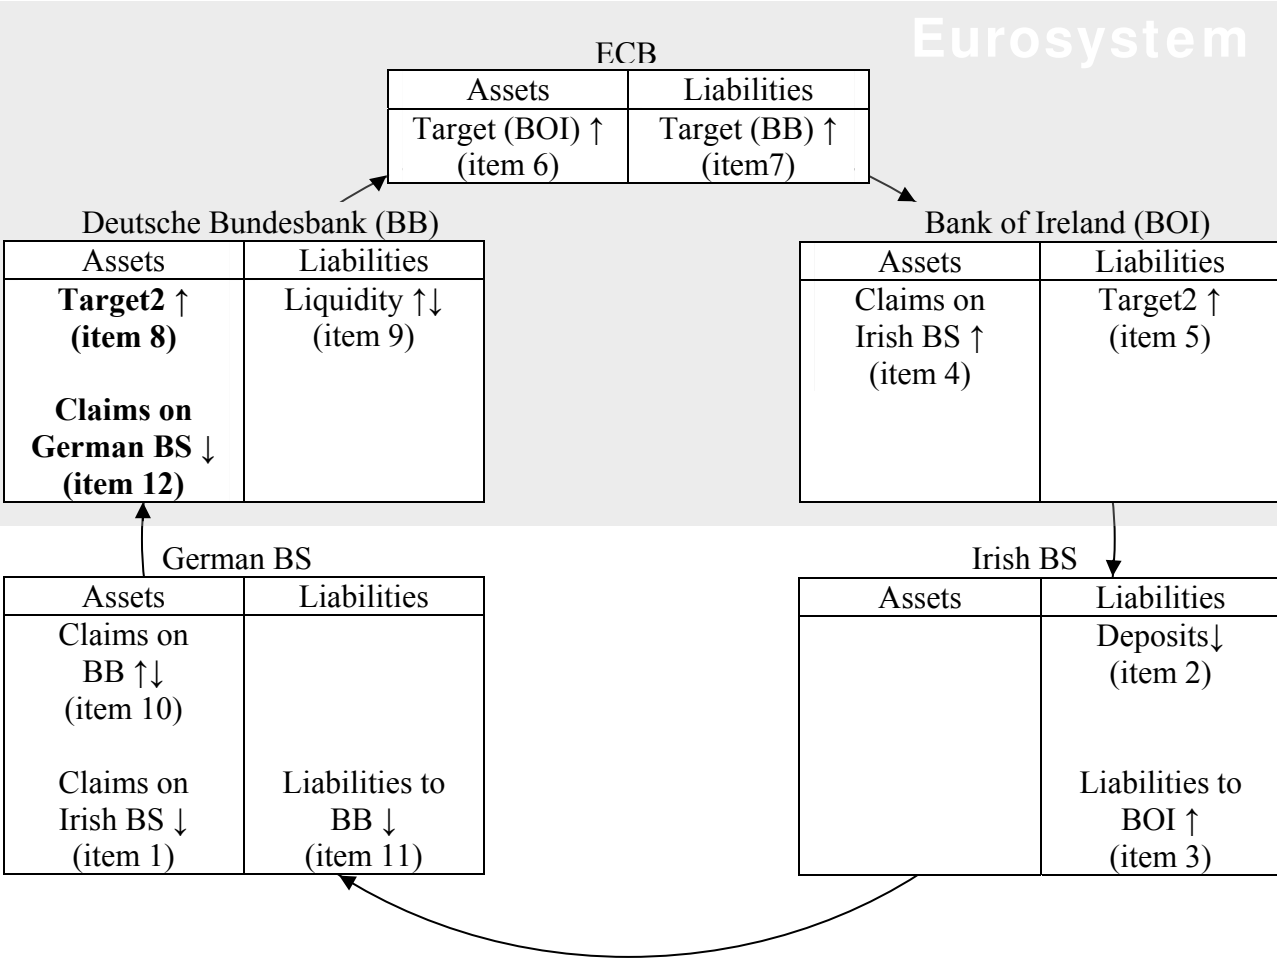 Eurosystem
ECB
Assets Liabilities
Target (BOI) ↑ Target (BB) ↑
(item 6) (item7)
Deutsche Bundesbank (BB)
Assets Liabilities
Target2 ↑ Liquidity ↑↓
(item 8) (item 9)
Claims on
German BS ↓
(item 12)
Bank of Ireland (BOI)
Assets Liabilities
Claims on Target2 ↑
Irish BS ↑ (item 5)
(item 4)
German BS
Assets Liabilities
Claims on
BB ↑↓
(item 10)
Claims on Liabilities to
Irish BS ↓ BB ↓
(item 1) (item 11)
Irish BS
Assets Liabilities
Deposits↓
(item 2)
Liabilities to
BOI ↑
(item 3)